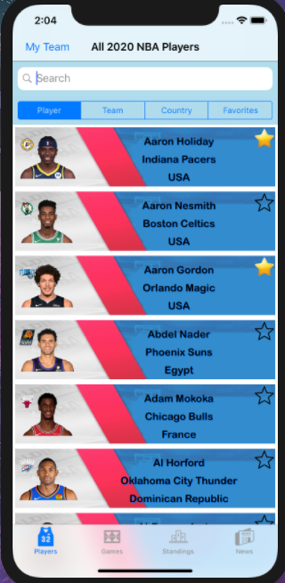 2:04
My Team
All 2020 NBA Players
Search
Player Team Country Favorites
Aaron Holiday
Indiana Pacers
USA
Aaron Nesmith
Boston Celtics
USA
Aaron Gordon
Orlando Magic
USA
Abdel Nader
Phoenix Suns
Egypt
Adam Mokoka
Chicago Bulls
France
Al Horford
Oklahoma City Thunder
Dominican Republic
32
Players Games Standings News